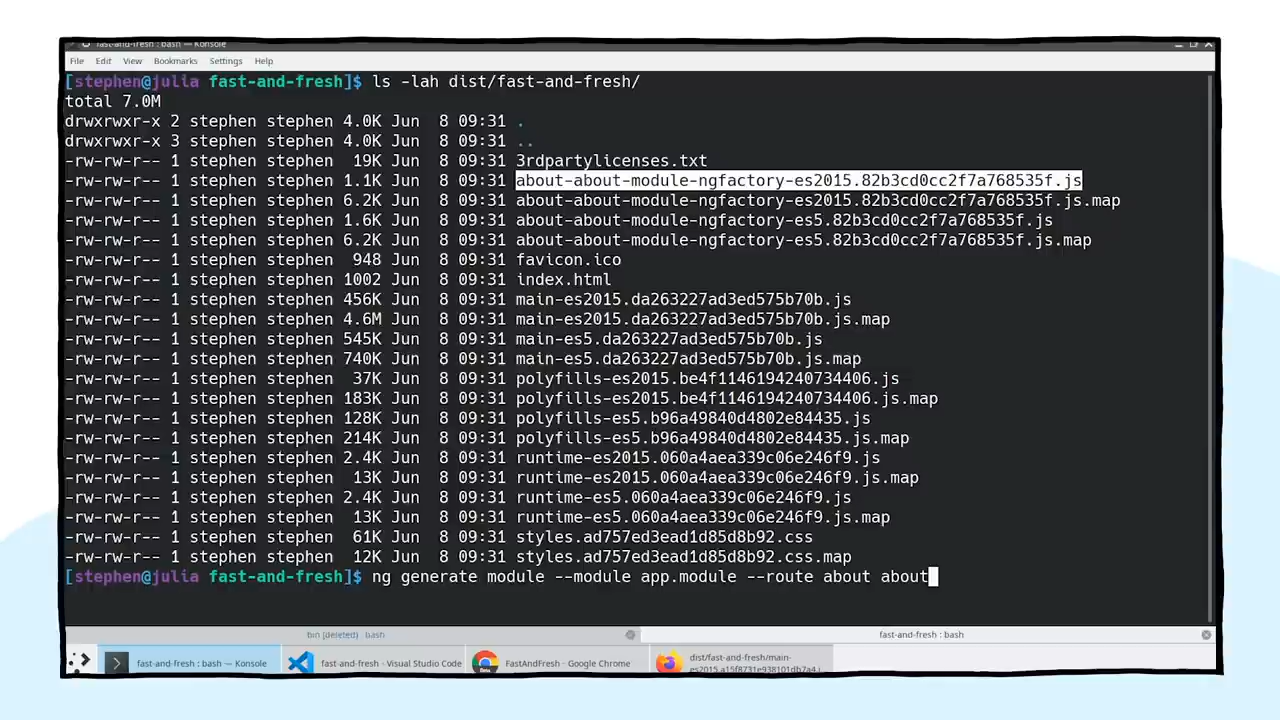 fast-and-fresh : bash — Konsole
File Edit View Bookmarks Settings Help
[stephen@julia fast-and-fresh]$ ls -lah dist/fast-and-fresh/
total 7.0M
drwxrwxr-x 2 stephen stephen 4.0K Jun  8 09:31 .
drwxrwxr-x 3 stephen stephen 4.0K Jun  8 09:31 ..
-rw-rw-r-- 1 stephen stephen  19K Jun  8 09:31 3rdpartylicenses.txt
-rw-rw-r-- 1 stephen stephen 1.1K Jun  8 09:31 about-about-module-ngfactory-es2015.82b3cd0cc2f7a768535f.js
-rw-rw-r-- 1 stephen stephen 6.2K Jun  8 09:31 about-about-module-ngfactory-es2015.82b3cd0cc2f7a768535f.js.map
-rw-rw-r-- 1 stephen stephen 1.6K Jun  8 09:31 about-about-module-ngfactory-es5.82b3cd0cc2f7a768535f.js
-rw-rw-r-- 1 stephen stephen 6.2K Jun  8 09:31 about-about-module-ngfactory-es5.82b3cd0cc2f7a768535f.js.map
-rw-rw-r-- 1 stephen stephen  948 Jun  8 09:31 favicon.ico
-rw-rw-r-- 1 stephen stephen 1002 Jun  8 09:31 index.html
-rw-rw-r-- 1 stephen stephen 456K Jun  8 09:31 main-es2015.da263227ad3ed575b70b.js
-rw-rw-r-- 1 stephen stephen 4.6M Jun  8 09:31 main-es2015.da263227ad3ed575b70b.js.map
-rw-rw-r-- 1 stephen stephen 545K Jun  8 09:31 main-es5.da263227ad3ed575b70b.js
-rw-rw-r-- 1 stephen stephen 740K Jun  8 09:31 main-es5.da263227ad3ed575b70b.js.map
-rw-rw-r-- 1 stephen stephen  37K Jun  8 09:31 polyfills-es2015.be4f1146194240734406.js
-rw-rw-r-- 1 stephen stephen 183K Jun  8 09:31 polyfills-es2015.be4f1146194240734406.js.map
-rw-rw-r-- 1 stephen stephen 128K Jun  8 09:31 polyfills-es5.b96a49840d4802e84435.js
-rw-rw-r-- 1 stephen stephen 214K Jun  8 09:31 polyfills-es5.b96a49840d4802e84435.js.map
-rw-rw-r-- 1 stephen stephen 2.4K Jun  8 09:31 runtime-es2015.060a4aea339c06e246f9.js
-rw-rw-r-- 1 stephen stephen  13K Jun  8 09:31 runtime-es2015.060a4aea339c06e246f9.js.map
-rw-rw-r-- 1 stephen stephen 2.4K Jun  8 09:31 runtime-es5.060a4aea339c06e246f9.js
-rw-rw-r-- 1 stephen stephen  13K Jun  8 09:31 runtime-es5.060a4aea339c06e246f9.js.map
-rw-rw-r-- 1 stephen stephen  61K Jun  8 09:31 styles.ad757ed3ead1d85d8b92.css
-rw-rw-r-- 1 stephen stephen  12K Jun  8 09:31 styles.ad757ed3ead1d85d8b92.css.map
[stephen@julia fast-and-fresh]$ ng generate module --module app.module --route about about
bin (deleted) : bash fast-and-fresh : bash
fast-and-fresh : bash — Konsole fast-and-fresh - Visual Studio Code FastAndFresh - Google Chrome dist/fast-and-fresh/main-
es2015.a15f8731e938101db7a4.j